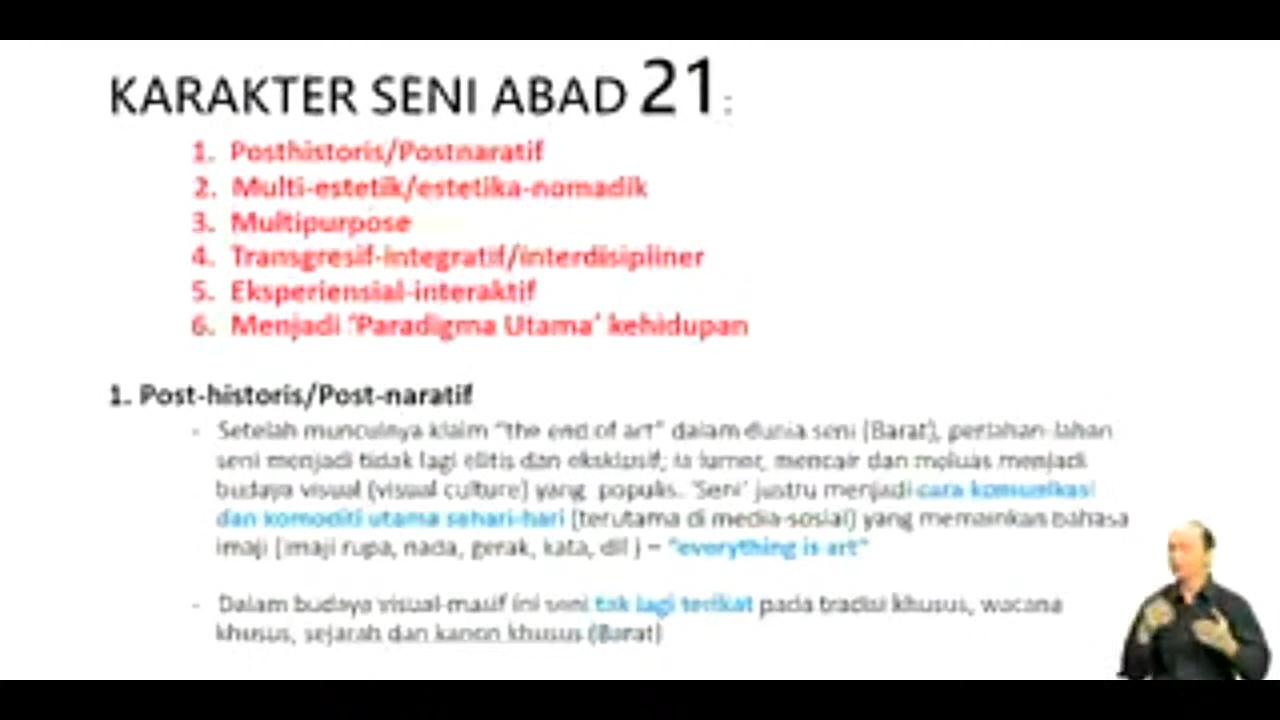 KARAKTER SENI ABAD 21:
1. Posthistoris/Postnaratif
2. Multi-estetik/estetika-nomadik
3. Multipurpose
4. Transgresif-integratif/interdisipliner
5. Eksperiensial-interaktif
6. Menjadi ‘Paradigma Utama’ kehidupan
1. Post-historis/Post-naratif
- Setelah munculnya klaim “the end of art” dalam dunia seni (Barat), perlahan-lahan
seni menjadi tidak lagi elitis dan eksklusif; ia lumer, mencair dan meluas menjadi
budaya visual (visual culture) yang populis. ‘Seni’ justru menjadi cara komunikasi
dan komoditi utama sehari-hari (terutama di media-sosial) yang memainkan bahasa
imaji (imaji rupa, nada, gerak, kata, dll ) – “everything is art”
- Dalam budaya visual-masif ini seni tak lagi terikat pada tradisi khusus, wacana
khusus, sejarah dan kanon khusus (Barat)